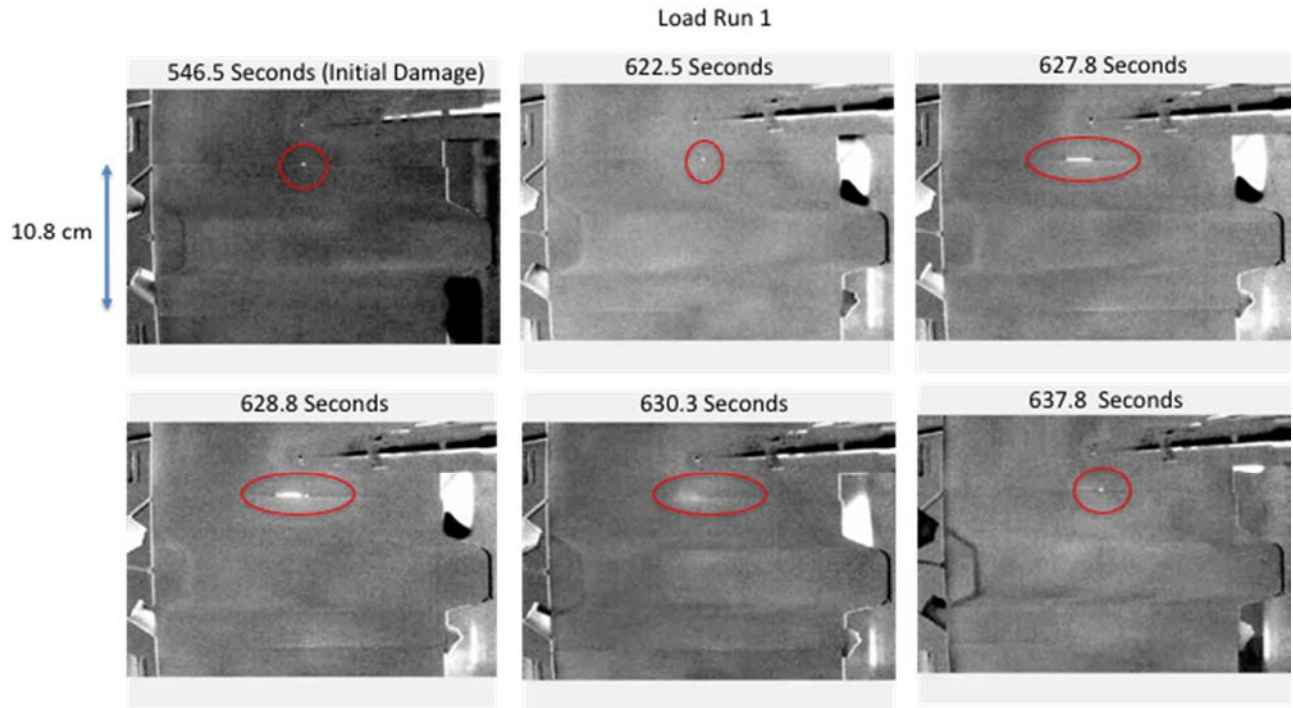 Load Run 1
546.5 Seconds (Initial Damage)
622.5 Seconds
627.8 Seconds
10.8 cm
628.8 Seconds
630.3 Seconds
637.8 Seconds